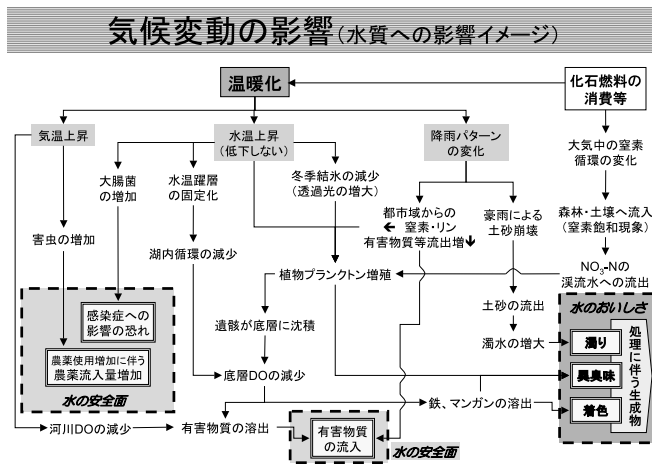 気候変動の影響(水質への影響イメージ)
温暖化
化石燃料の
消費等
気温上昇
水温上昇
(低下しない)
降雨パターン
の変化
大気中の窒素
循環の変化
大腸菌
の増加
水温躍層
の固定化
冬季結氷の減少
(透過光の増大)
都市域からの
窒素・リン
有害物質等流出増
豪雨による
土砂崩壊
森林・土壌へ流入
(窒素飽和現象)
害虫の増加
湖内循環の減少
植物プランクトン増殖
NO3-Nの
渓流水への流出
感染症への
影響の恐れ
土砂の流出
水のおいしさ
遺骸が底層に沈積
濁水の増大
濁り
農薬使用増加に伴う
農薬流入量増加
底層DOの減少
異臭味
処理に伴う生成物
水の安全面
鉄、マンガンの溶出
着色
河川DOの減少
有害物質の溶出
有害物質
の流入
水の安全面